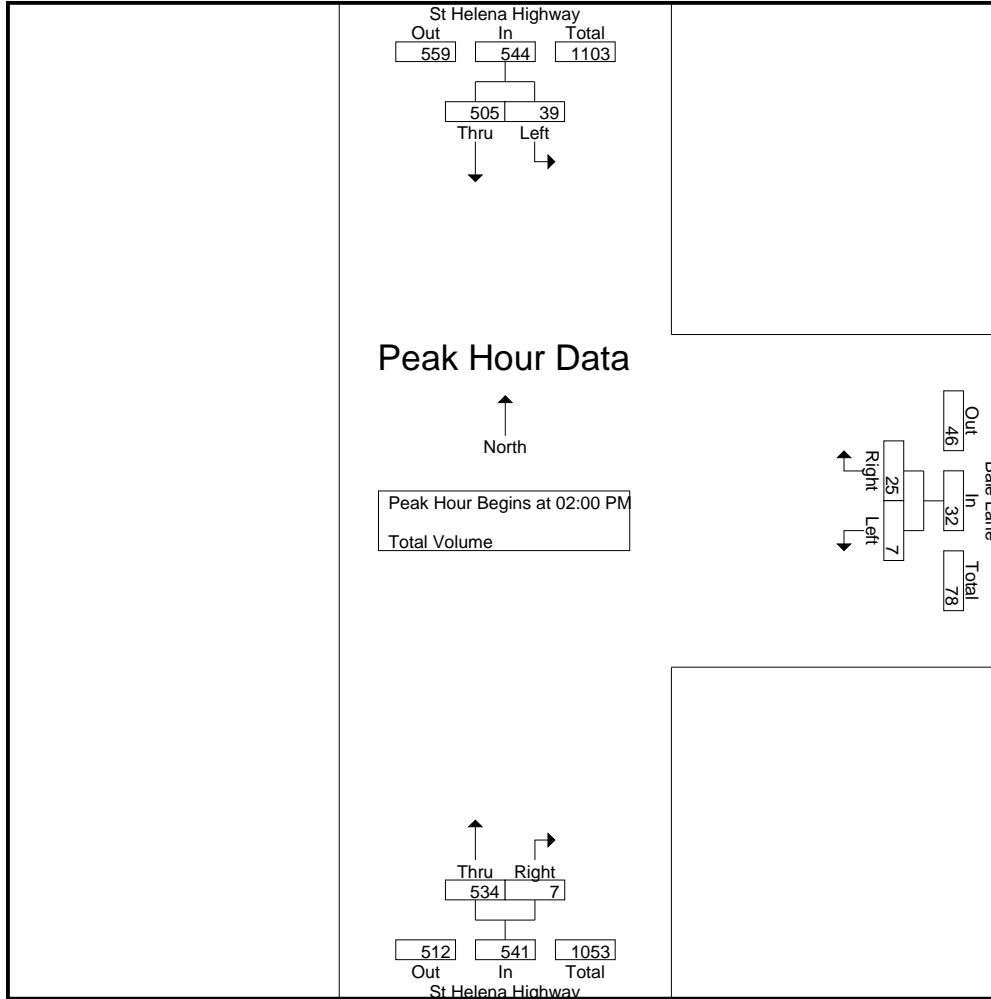 St Helena Highway
Out In Total
559 544 1103
505 39
Thru Left
Peak Hour Data
North
Peak Hour Begins at 02:00 PM
Total Volume
Out In Total
46 32 78
Right Left
25 7
Bale Lane
Thru Right
534 7
512 541 1053
Out In Total
St Helena Highway